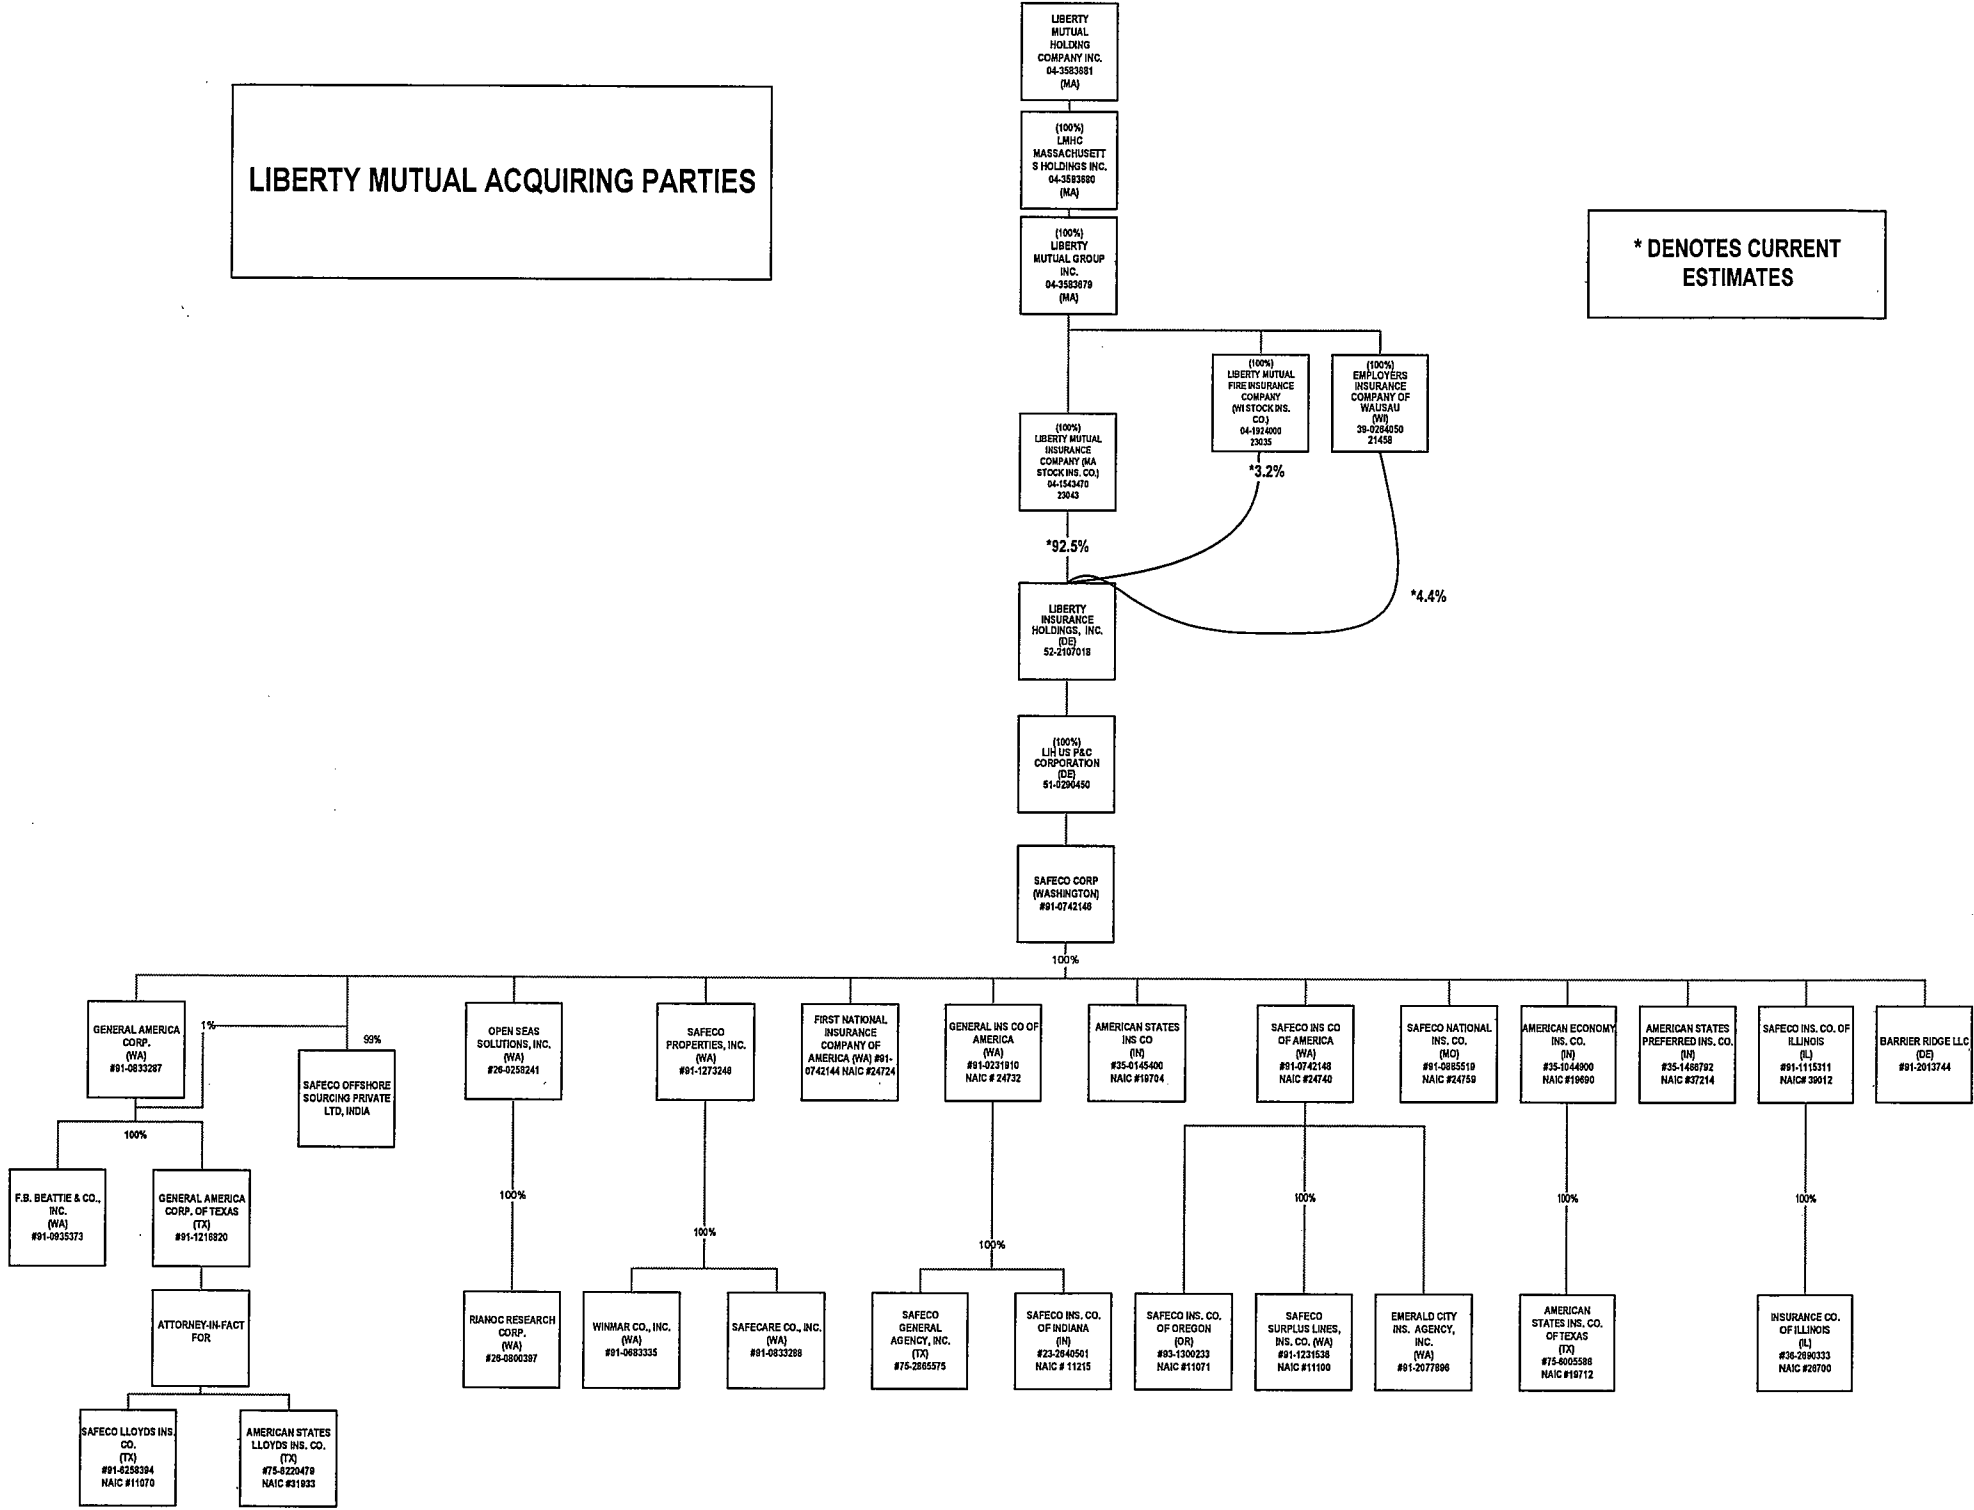 LIBERTY
MUTUAL
HOLDING
COMPANY INC.
04-3583681
(MA)
LIBERTY MUTUAL ACQUIRING PARTIES
(100%)
LMHC
MASSACHUSETT
S HOLDINGS INC.
04-3583680
(MA)
(100%)
LIBERTY
MUTUAL GROUP
INC.
04-3583679
(MA)
* DENOTES CURRENT
ESTIMATES
(100%)
LIBERTY MUTUAL
FIRE INSURANCE
COMPANY
(WI STOCK INS.
CO.)
04-1924000
23035
(100%)
EMPLOYERS
INSURANCE
COMPANY OF
WAUSAU
(WI)
39-0264050
21458
(100%)
LIBERTY MUTUAL
INSURANCE
COMPANY (MA
STOCK INS. CO.)
04-1543470
23043
*3.2%
*92.5%
*4.4%
LIBERTY
INSURANCE
HOLDINGS, INC.
(DE)
52-2107018
(100%)
LIH US P&C
CORPORATION
(DE)
51-0290450
SAFECO CORP
(WASHINGTON)
#91-0742146
100%
GENERAL AMERICA
CORP.
(WA)
#91-0833287
1%
99%
SAFECO OFFSHORE
SOURCING PRIVATE
LTD, INDIA
OPEN SEAS
SOLUTIONS, INC.
(WA)
#26-0258241
SAFECO
PROPERTIES, INC.
(WA)
#91-1273246
FIRST NATIONAL
INSURANCE
COMPANY OF
AMERICA (WA) #91-
0742144 NAIC #24724
GENERAL INS CO OF
AMERICA
(WA)
#91-0231910
NAIC # 24732
AMERICAN STATES
INS CO
(IN)
#35-0145400
NAIC #19704
SAFECO INS CO
OF AMERICA
(WA)
#91-0742148
NAIC #24740
SAFECO NATIONAL
INS. CO.
(MO)
#91-0885519
NAIC #24759
AMERICAN ECONOMY
INS. CO.
(IN)
#35-1044900
NAIC #19690
AMERICAN STATES
PREFERRED INS. CO.
(IN)
#35-1466792
NAIC #37214
SAFECO INS. CO. OF
ILLINOIS
(IL)
#91-1115311
NAIC# 39012
BARRIER RIDGE LLC
(DE)
#91-2013744
100%
F.B. BEATTIE & CO.,
INC.
(WA)
#91-0935373
GENERAL AMERICA
CORP. OF TEXAS
(TX)
#91-1216820
100%
100%
100%
100%
100%
100%
ATTORNEY-IN-FACT
FOR
RIANOC RESEARCH
CORP.
(WA)
#26-0800397
WINMAR CO., INC.
(WA)
#91-0683335
SAFECARE CO., INC.
(WA)
#91-0833288
SAFECO
GENERAL
AGENCY, INC.
(TX)
#75-2865575
SAFECO INS. CO.
OF INDIANA
(IN)
#23-2640501
NAIC # 11215
SAFECO INS. CO.
OF OREGON
(OR)
#93-1300233
NAIC #11071
SAFECO
SURPLUS LINES,
INS. CO. (WA)
#91-1231536
NAIC #11100
EMERALD CITY
INS. AGENCY,
INC.
(WA)
#91-2077896
AMERICAN
STATES INS. CO.
OF TEXAS
(TX)
#75-6005586
NAIC #19712
INSURANCE CO.
OF ILLINOIS
(IL)
#36-2690333
NAIC #26700
SAFECO LLOYDS INS.
CO.
(TX)
#91-6258394
NAIC #11070
AMERICAN STATES
LLOYDS INS. CO.
(TX)
#75-6220479
NAIC #31933